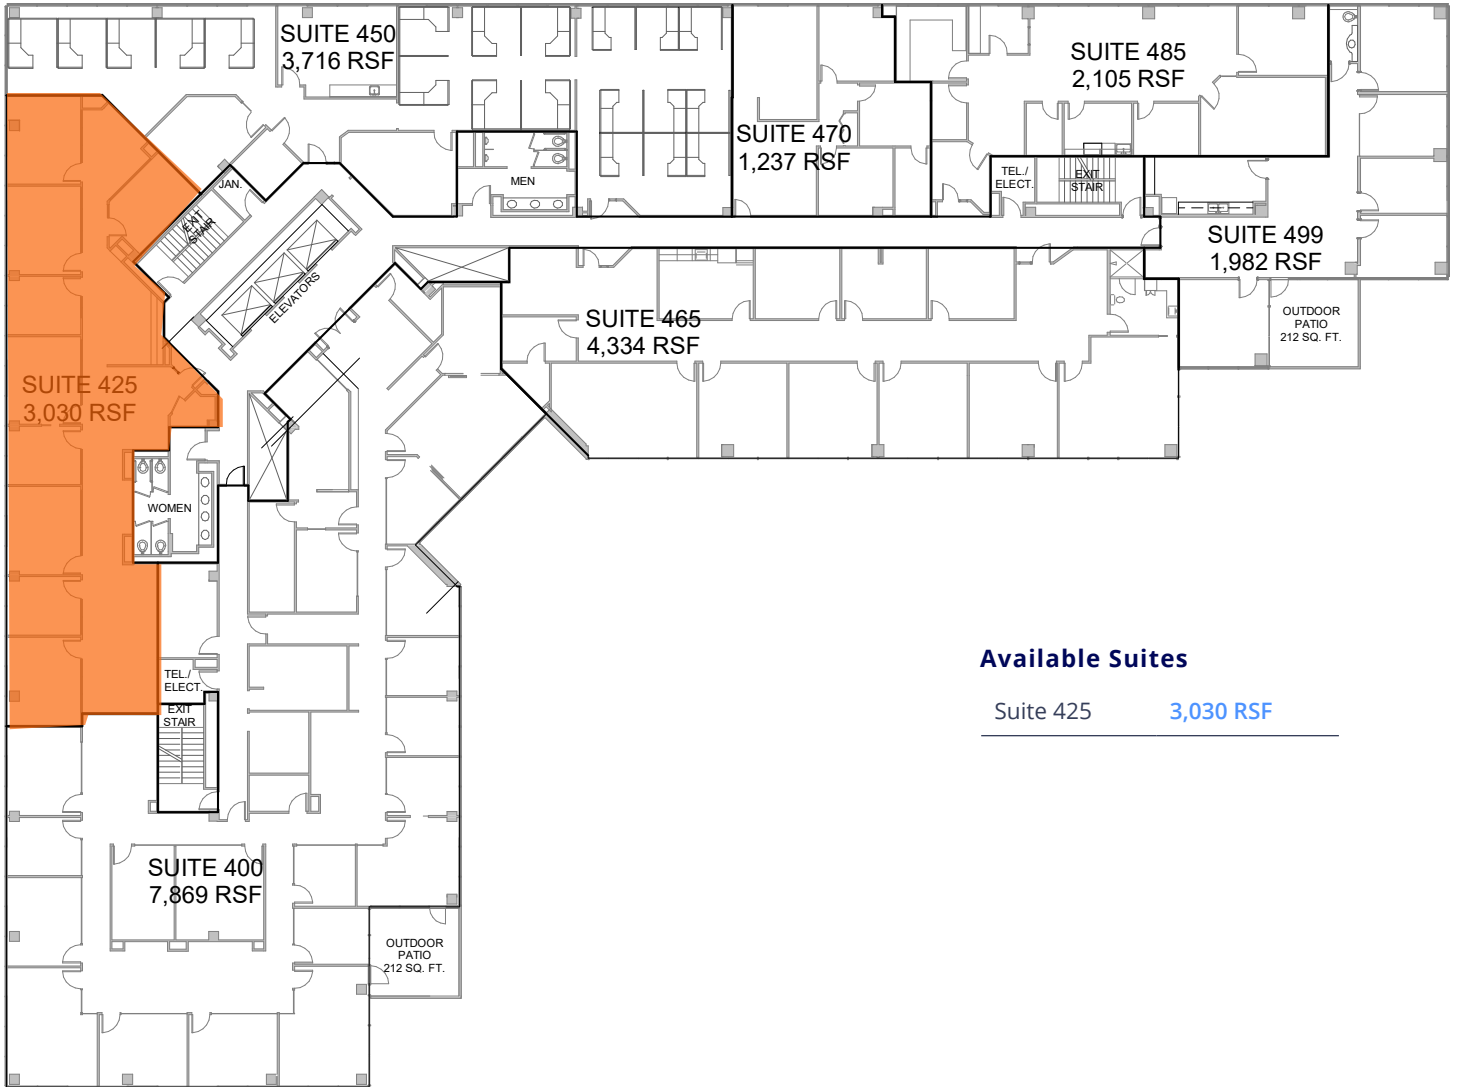 SUITE 450
3,716 RSF
SUITE 485
2,105 RSF
SUITE 470
1,237 RSF
MEN
JAN.
EXIT
STAIR
TEL./
ELECT.
EXIT
STAIR
SUITE 499
1,982 RSF
ELEVATORS
OUTDOOR
PATIO
212 SQ. FT.
SUITE 465
4,334 RSF
SUITE 425
3,030 RSF
WOMEN
TEL./
ELECT.
EXIT
STAIR
Available Suites
Suite 425 3,030 RSF
SUITE 400
7,869 RSF
OUTDOOR
PATIO
212 SQ. FT.